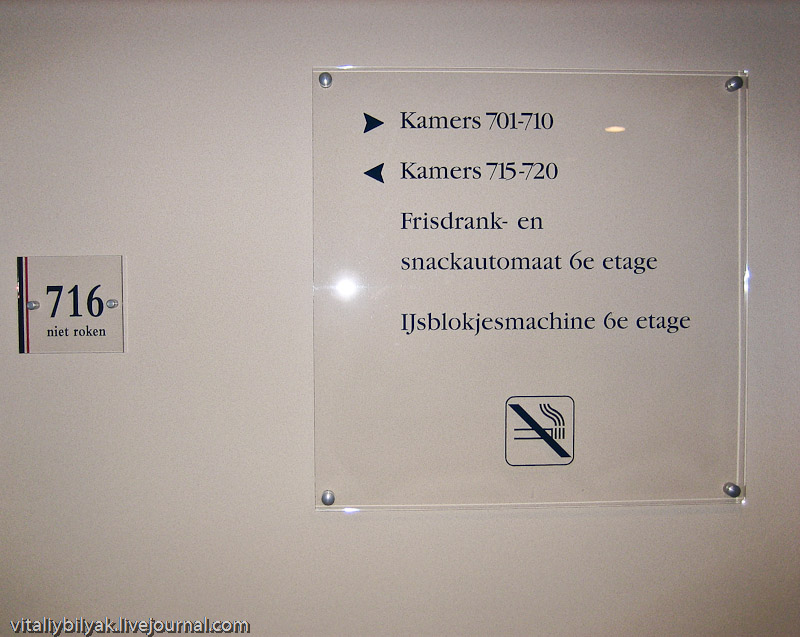 Kamers 701-710
Kamers 715-720
Frisdrank- en
snackautomaat 6e etage
IJsblokjesmachine 6e etage
716
niet roken
vitaliybilyak.livejournal.com